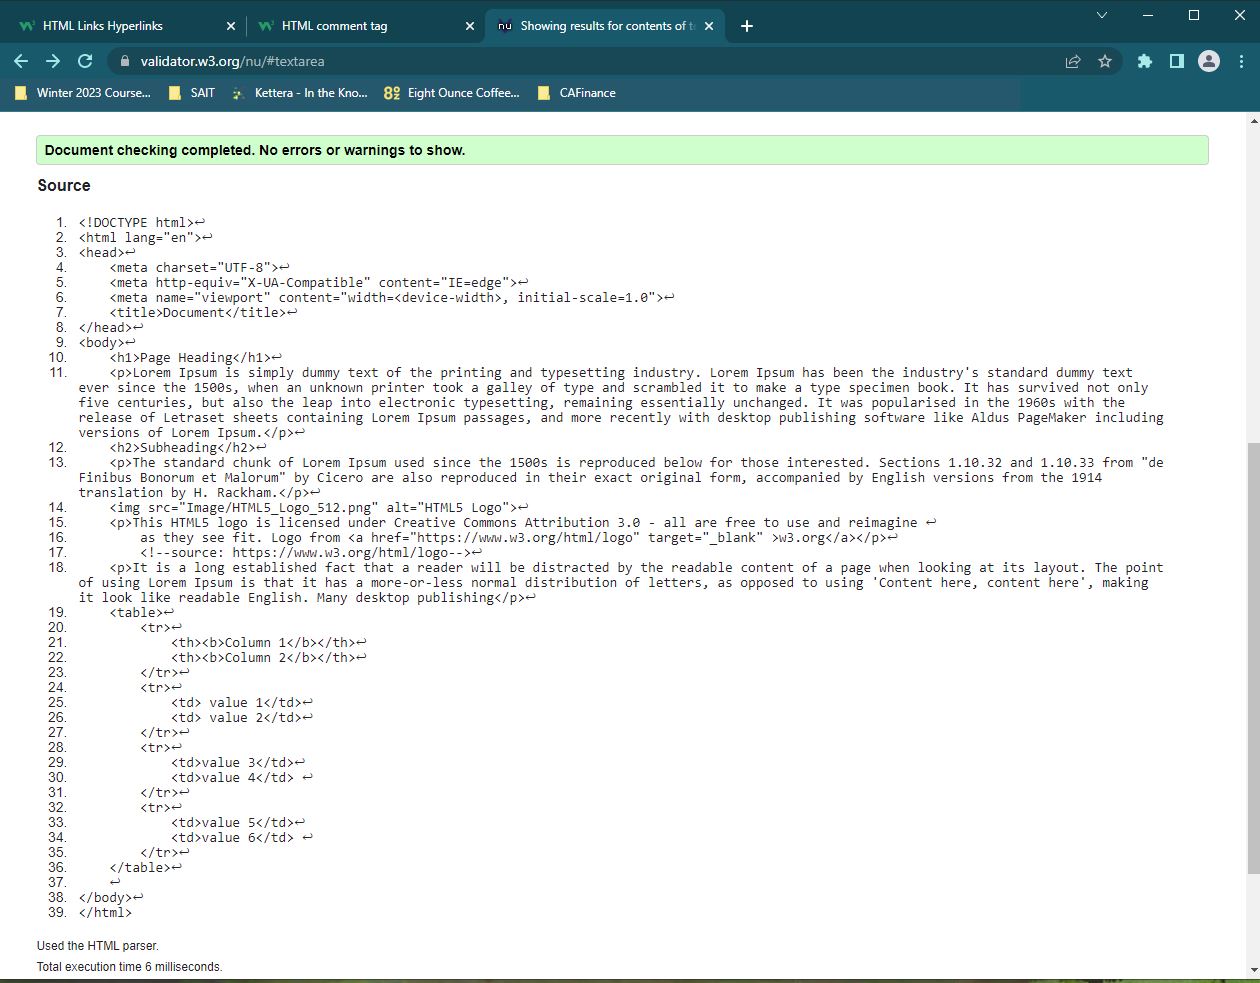 HTML Links Hyperlinks
HTML comment tag
nu Showing results for contents of te
validator.w3.org/nu/#textarea
Winter 2023 Course...
SAIT
Kettera - In the Kno...
Eight Ounce Coffee...
CAFinance
Document checking completed. No errors or warnings to show.
Source
1. <!DOCTYPE html>↩
2. <html lang="en">↩
3. <head>↩
4.     <meta charset="UTF-8">↩
5.     <meta http-equiv="X-UA-Compatible" content="IE=edge">↩
6.     <meta name="viewport" content="width=<device-width>, initial-scale=1.0">↩
7.     <title>Document</title>↩
8. </head>↩
9. <body>↩
10.     <h1>Page Heading</h1>↩
11.     <p>Lorem Ipsum is simply dummy text of the printing and typesetting industry. Lorem Ipsum has been the industry's standard dummy text
ever since the 1500s, when an unknown printer took a galley of type and scrambled it to make a type specimen book. It has survived not only
five centuries, but also the leap into electronic typesetting, remaining essentially unchanged. It was popularised in the 1960s with the
release of Letraset sheets containing Lorem Ipsum passages, and more recently with desktop publishing software like Aldus PageMaker including
versions of Lorem Ipsum.</p>↩
12.     <h2>Subheading</h2>↩
13.     <p>The standard chunk of Lorem Ipsum used since the 1500s is reproduced below for those interested. Sections 1.10.32 and 1.10.33 from "de
Finibus Bonorum et Malorum" by Cicero are also reproduced in their exact original form, accompanied by English versions from the 1914
translation by H. Rackham.</p>↩
14.     <img src="Image/HTML5_Logo_512.png" alt="HTML5 Logo">↩
15.     <p>This HTML5 logo is licensed under Creative Commons Attribution 3.0 - all are free to use and reimagine ↩
16.         as they see fit. Logo from <a href="https://www.w3.org/html/logo" target="_blank" >w3.org</a></p>↩
17.         <!--source: https://www.w3.org/html/logo-->↩
18.     <p>It is a long established fact that a reader will be distracted by the readable content of a page when looking at its layout. The point
of using Lorem Ipsum is that it has a more-or-less normal distribution of letters, as opposed to using 'Content here, content here', making
it look like readable English. Many desktop publishing</p>↩
19.     <table>↩
20.         <tr>↩
21.             <th><b>Column 1</b></th>↩
22.             <th><b>Column 2</b></th>↩
23.         </tr>↩
24.         <tr>↩
25.             <td> value 1</td>↩
26.             <td> value 2</td>↩
27.         </tr>↩
28.         <tr>↩
29.             <td>value 3</td>↩
30.             <td>value 4</td> ↩
31.         </tr>↩
32.         <tr>↩
33.             <td>value 5</td>↩
34.             <td>value 6</td> ↩
35.         </tr>↩
36.     </table>↩
37.     ↩
38. </body>↩
39. </html>
Used the HTML parser.
Total execution time 6 milliseconds.